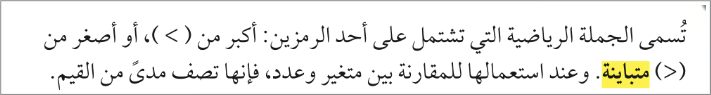 تُسمى الجملة الرياضية التي تشتمل على أحد الرمزين: أكبر من ( > )، أو أصغر من
(<) متباينة. وعند استعمالها للمقارنة بين متغير وعدد، فإنها تصف مدىً من القيم.